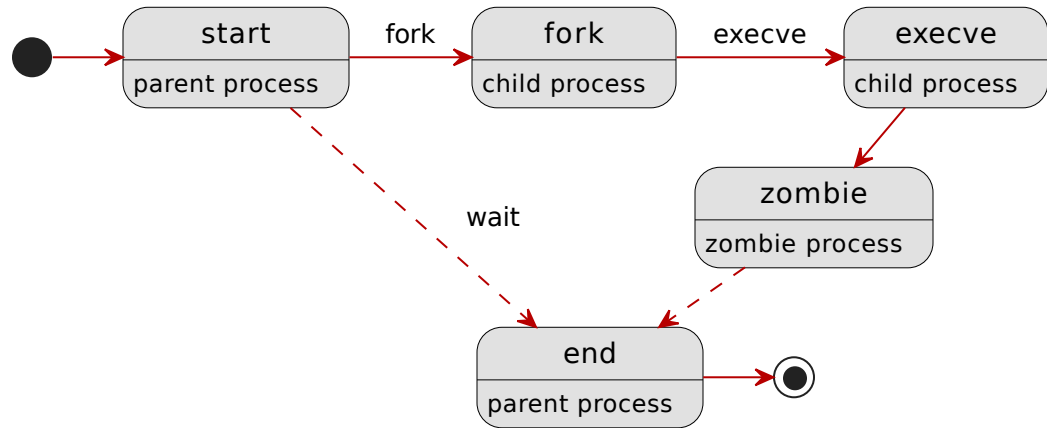 start
parent process
fork
fork
child process
execve
execve
child process
zombie
zombie process
wait
end
parent process